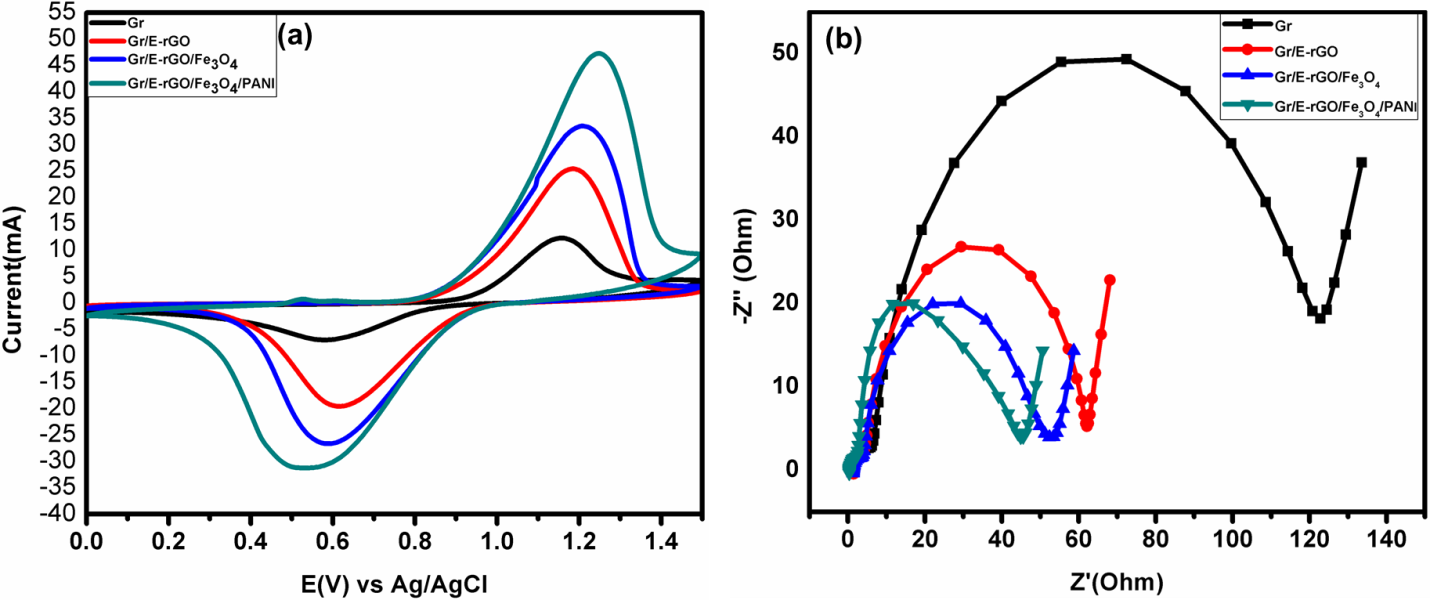 (a)
Gr
Gr/E-rGO
Gr/E-rGO/Fe₃O₄
Gr/E-rGO/Fe₃O₄/PANI
55
50
45
40
35
30
25
20
15
10
5
0
-5
-10
-15
-20
-25
-30
-35
-40
Current(mA)
0.0 0.2 0.4 0.6 0.8 1.0 1.2 1.4
E(V) vs Ag/AgCl
(b)
Gr
Gr/E-rGO
Gr/E-rGO/Fe₃O₄
Gr/E-rGO/Fe₃O₄/PANI
50
40
30
20
10
0
-Z'' (Ohm)
0 20 40 60 80 100 120 140
Z'(Ohm)